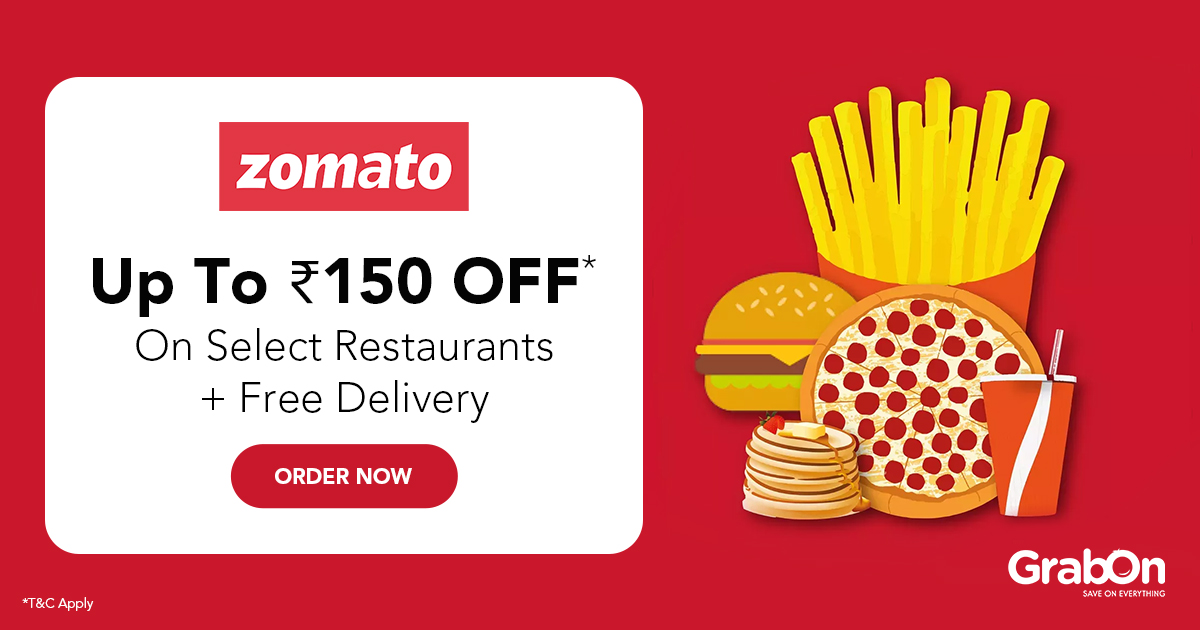 zomato
Up To ₹150 OFF*
On Select Restaurants
+ Free Delivery
ORDER NOW
GrabOn
SAVE ON EVERYTHING
*T&C Apply